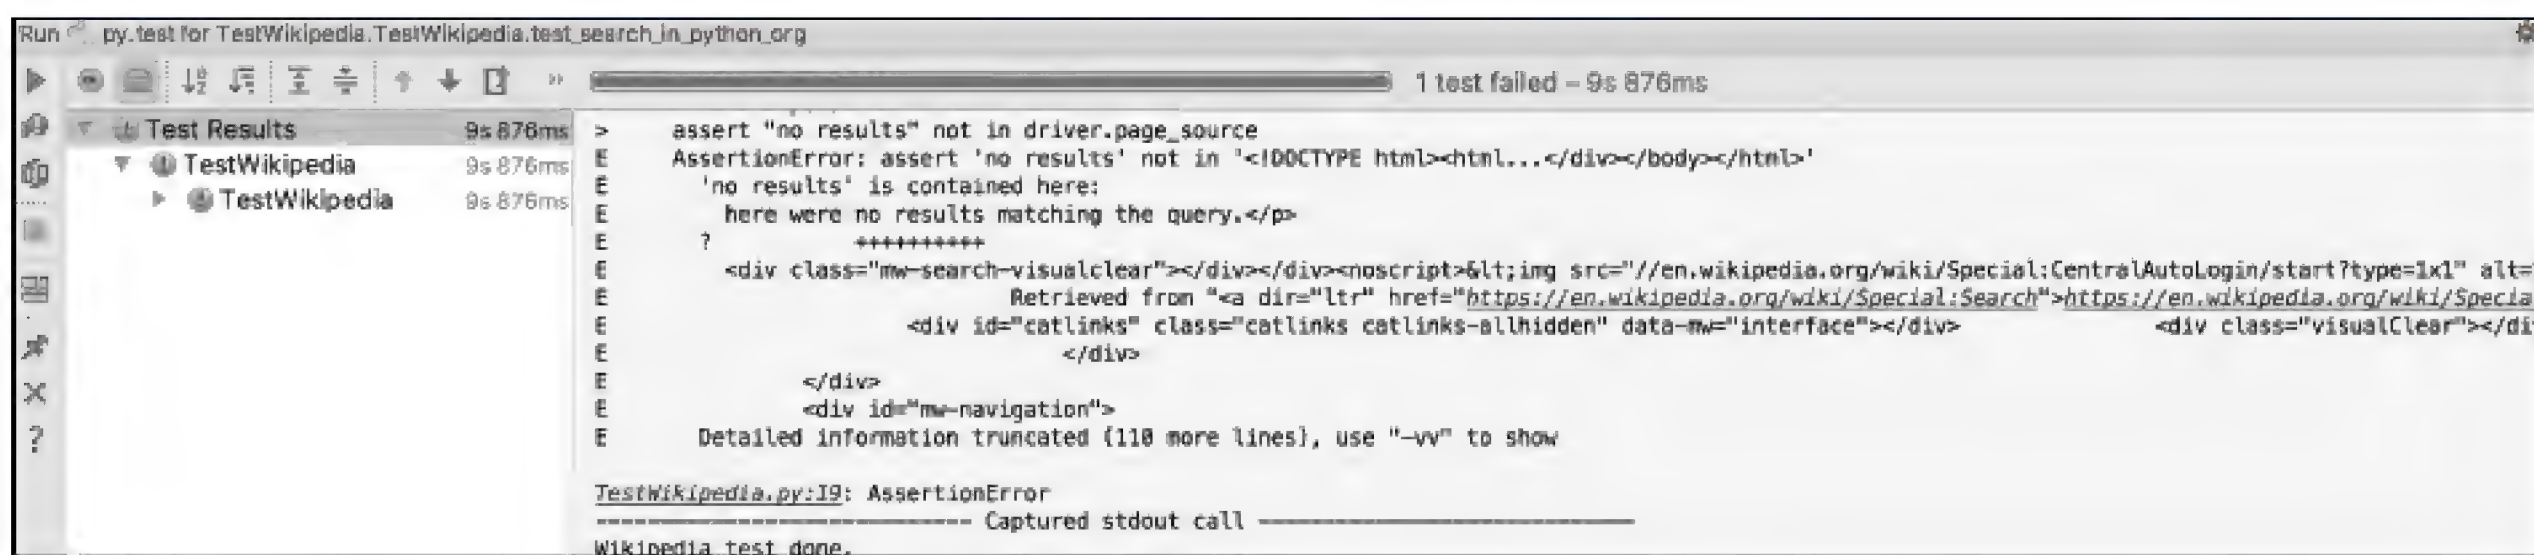 Run py.test for TestWikipedia.TestWikipedia.test_search_in_python_org
1 test failed – 9s 876ms
Test Results 9s 876ms
TestWikipedia 9s 876ms
TestWikipedia 9s 876ms
> assert "no results" not in driver.page_source
E AssertionError: assert 'no results' not in '<!DOCTYPE html><html...</div></body></html>'
E 'no results' is contained here:
E here were no results matching the query.</p>
E ? ++++++++++
E <div class="mw-search-visualclear"></div></div><noscript>&lt;img src="//en.wikipedia.org/wiki/Special:CentralAutoLogin/start?type=1x1" alt=
E Retrieved from "<a dir="ltr" href="https://en.wikipedia.org/wiki/Special:Search">https://en.wikipedia.org/wiki/Specia
E <div id="catlinks" class="catlinks catlinks-allhidden" data-mw="interface"></div> <div class="visualClear"></di
E </div>
E </div>
E <div id="mw-navigation">
E Detailed information truncated (110 more lines), use "-vv" to show
TestWikipedia.py:19: AssertionError
----------------------------- Captured stdout call -----------------------------
Wikipedia test done.